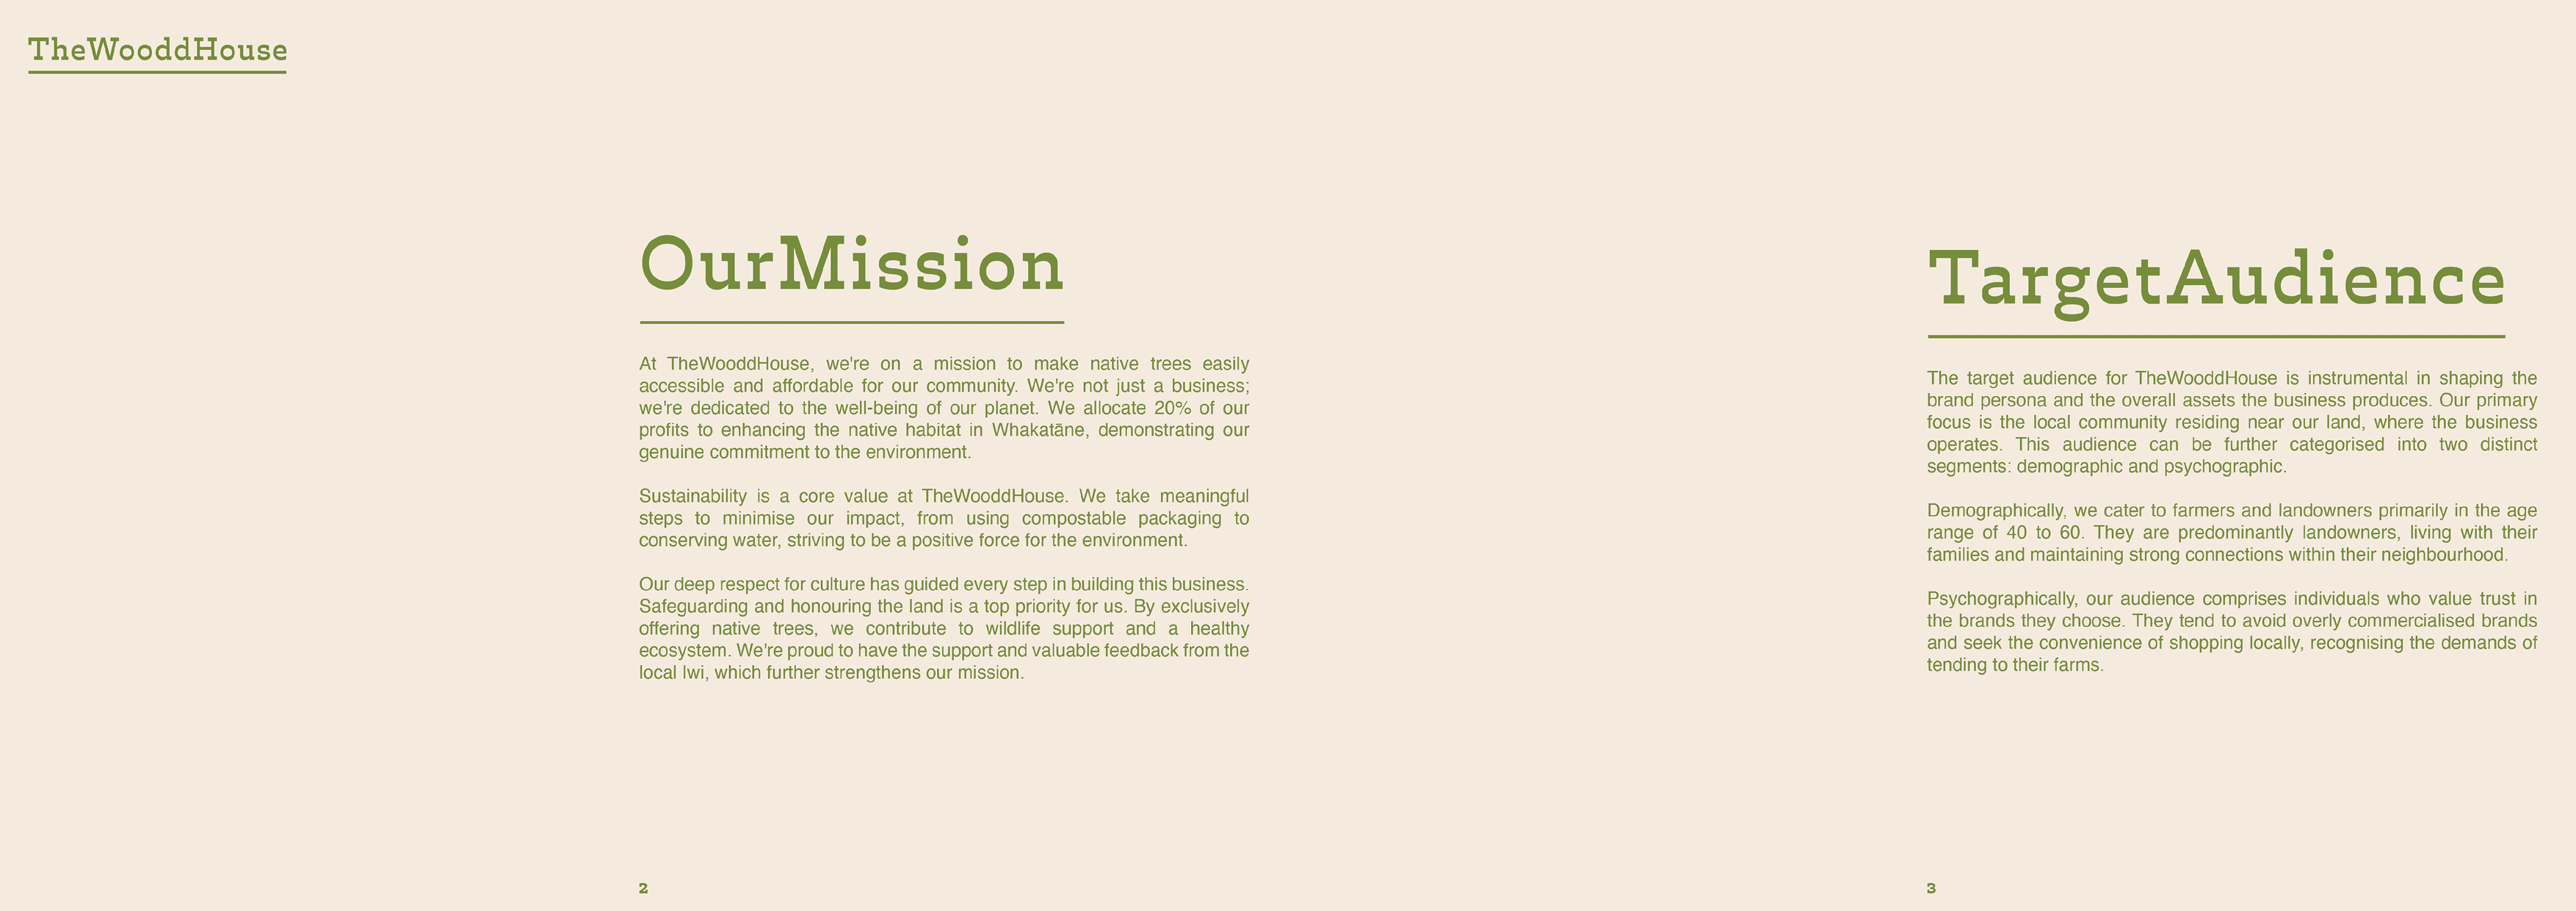 TheWooddHouse
OurMission
At TheWooddHouse, we're on a mission to make native trees easily
accessible and affordable for our community. We're not just a business;
we're dedicated to the well-being of our planet. We allocate 20% of our
profits to enhancing the native habitat in Whakatāne, demonstrating our
genuine commitment to the environment.
Sustainability is a core value at TheWooddHouse. We take meaningful
steps to minimise our impact, from using compostable packaging to
conserving water, striving to be a positive force for the environment.
Our deep respect for culture has guided every step in building this business.
Safeguarding and honouring the land is a top priority for us. By exclusively
offering native trees, we contribute to wildlife support and a healthy
ecosystem. We're proud to have the support and valuable feedback from the
local Iwi, which further strengthens our mission.
2
TargetAudience
The target audience for TheWooddHouse is instrumental in shaping the
brand persona and the overall assets the business produces. Our primary
focus is the local community residing near our land, where the business
operates. This audience can be further categorised into two distinct
segments: demographic and psychographic.
Demographically, we cater to farmers and landowners primarily in the age
range of 40 to 60. They are predominantly landowners, living with their
families and maintaining strong connections within their neighbourhood.
Psychographically, our audience comprises individuals who value trust in
the brands they choose. They tend to avoid overly commercialised brands
and seek the convenience of shopping locally, recognising the demands of
tending to their farms.
3